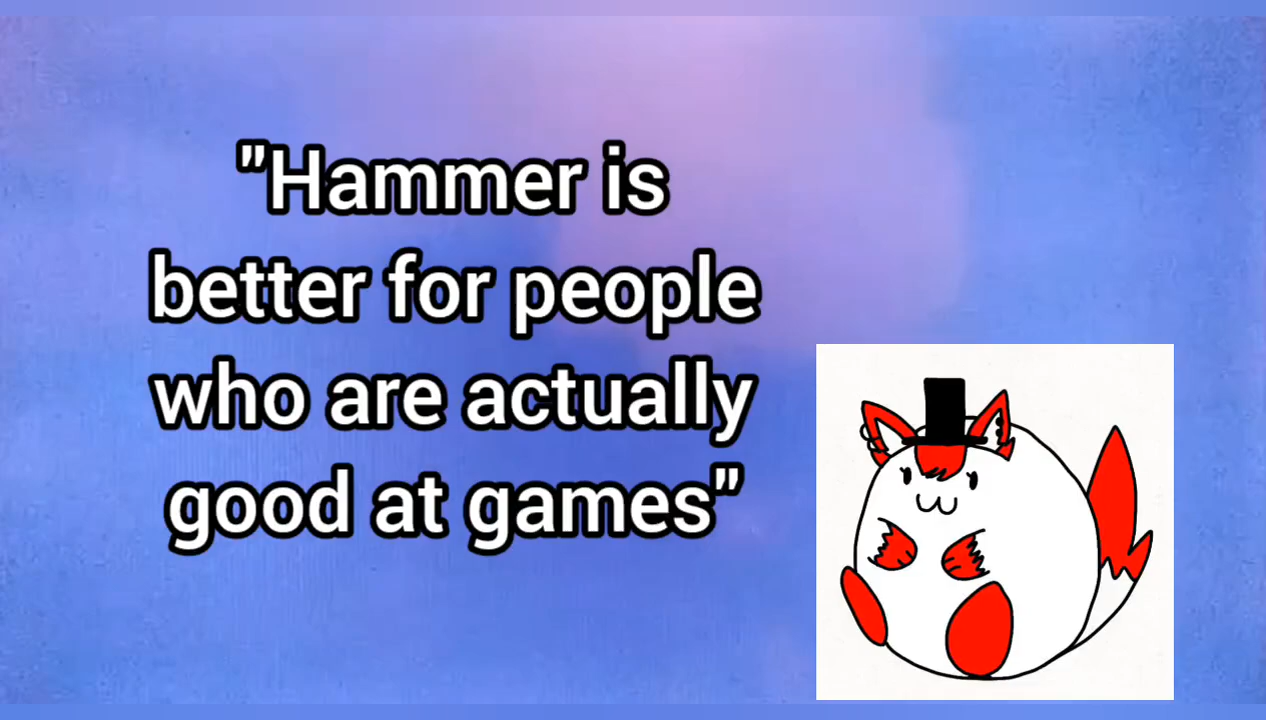 "Hammer is
better for people
who are actually
good at games"